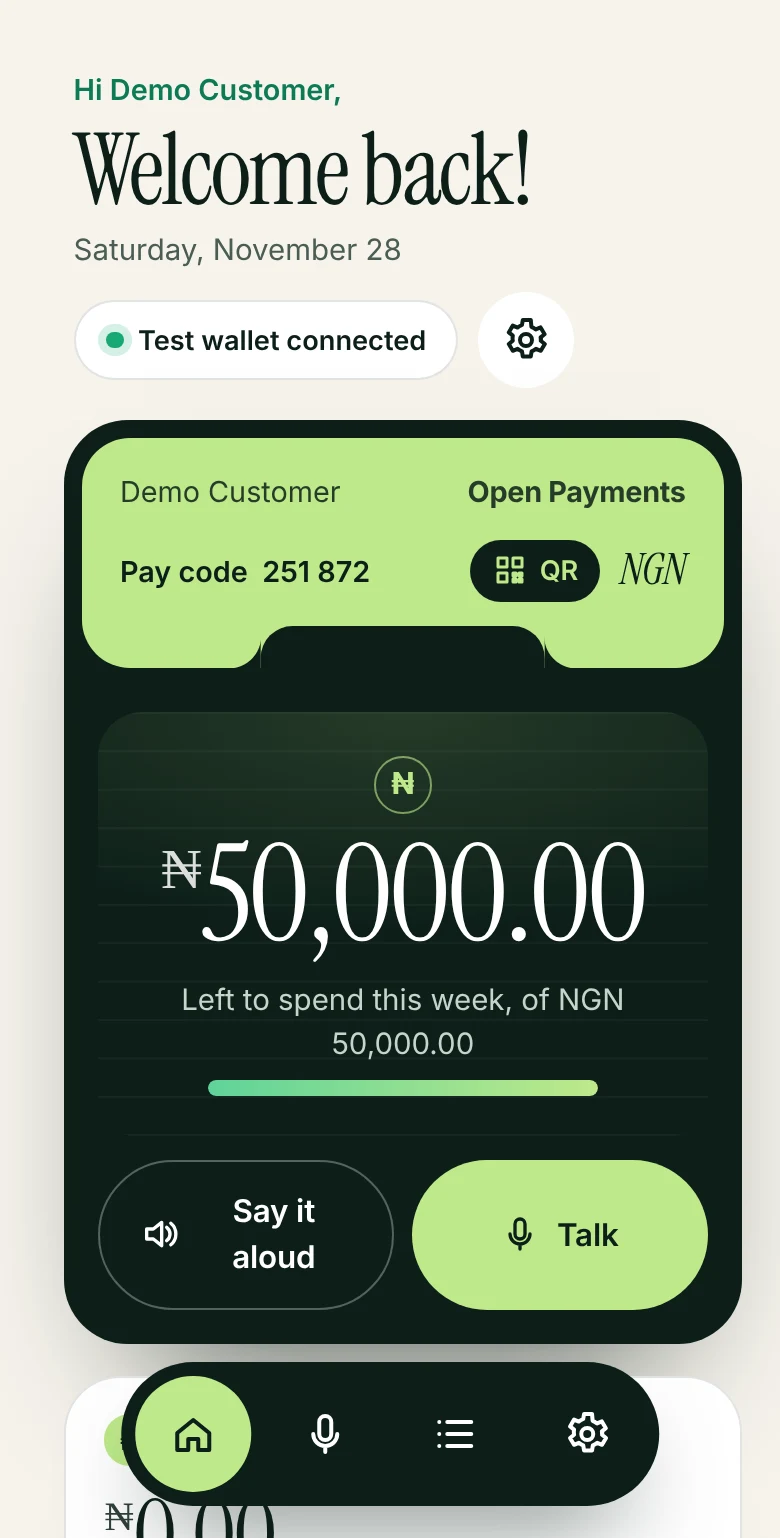 Hi Demo Customer,
Welcome back!
Saturday, November 28
Test wallet connected
Demo Customer Open Payments
Pay code 251 872 QR NGN
₦
₦50,000.00
Left to spend this week, of NGN
50,000.00
Say it
aloud
Talk
₦0.00